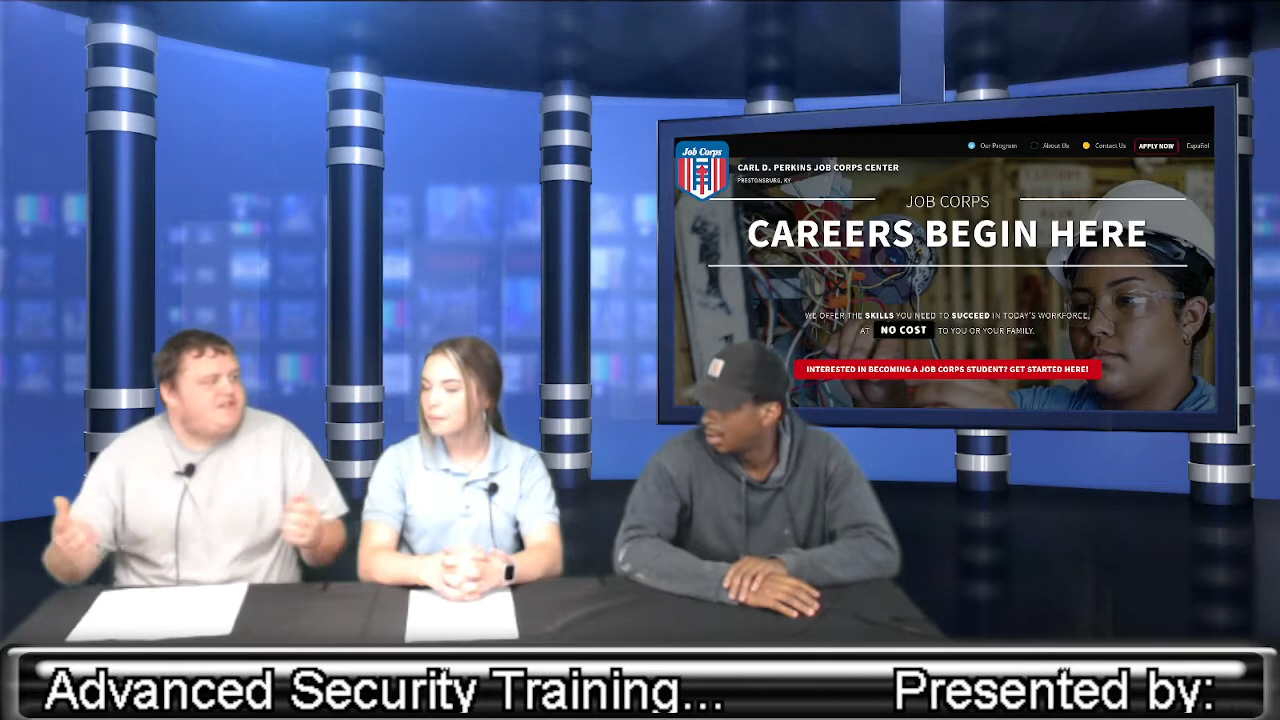 Our Program About Us Contact Us APPLY NOW Español
Job Corps
CARL D. PERKINS JOB CORPS CENTER
PRESTONSBURG, KY
JOB CORPS
CAREERS BEGIN HERE
WE OFFER THE SKILLS YOU NEED TO SUCCEED IN TODAY'S WORKFORCE,
AT NO COST TO YOU OR YOUR FAMILY.
INTERESTED IN BECOMING A JOB CORPS STUDENT? GET STARTED HERE!
Advanced Security Training... Presented by: